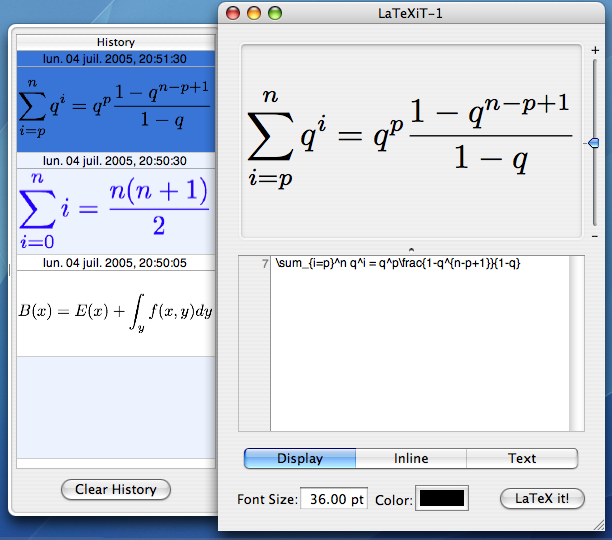 LaTeXiT-1
History
lun. 04 juil. 2005, 20:51:30
\sum_{i=p}^{n} q^i = q^p \frac{1-q^{n-p+1}}{1-q}
lun. 04 juil. 2005, 20:50:30
\sum_{i=0}^{n} i = \frac{n(n+1)}{2}
lun. 04 juil. 2005, 20:50:05
B(x) = E(x) + \int_y f(x,y)dy
Clear History
\sum_{i=p}^{n} q^i = q^p \frac{1-q^{n-p+1}}{1-q}
+
-
7 \sum_{i=p}^n q^i = q^p\frac{1-q^{n-p+1}}{1-q}
Display Inline Text
Font Size: 36.00 pt Color: LaTeX it!